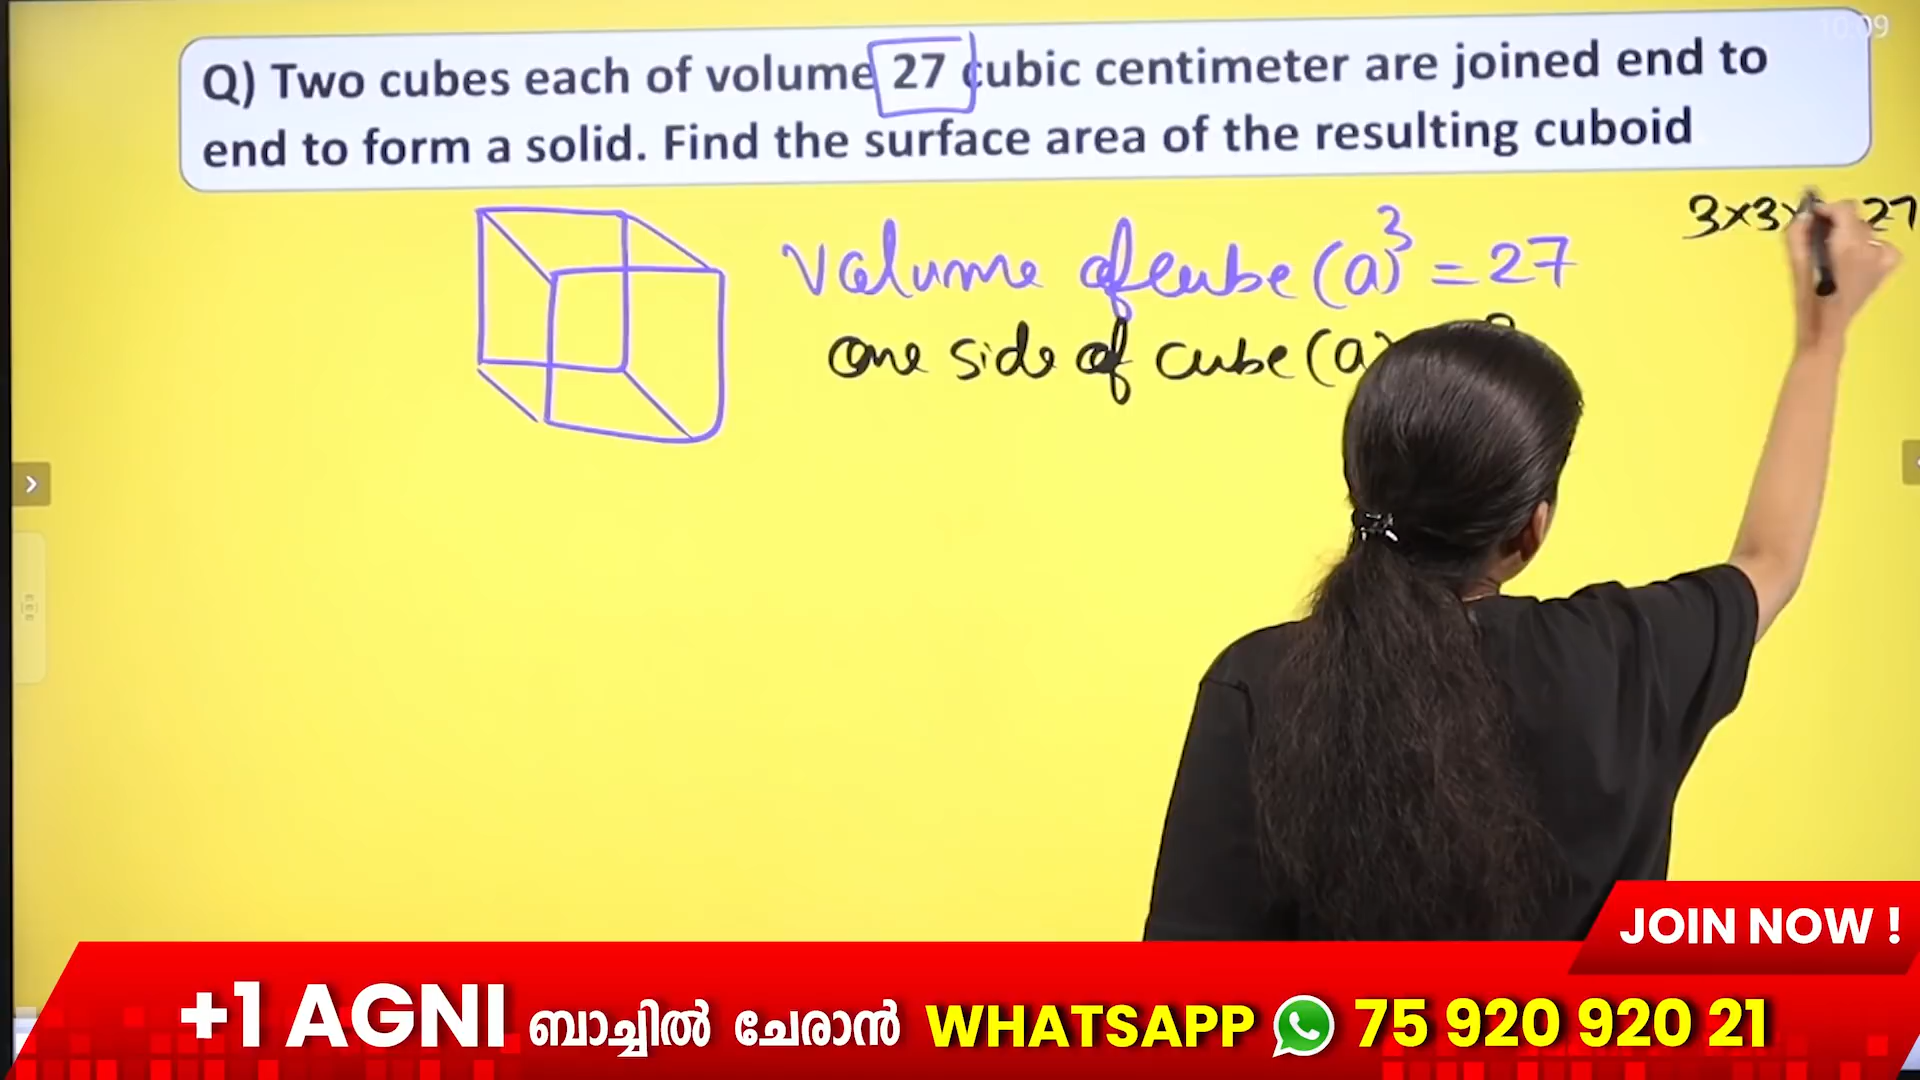 10:09
Q) Two cubes each of volume 27 cubic centimeter are joined end to
end to form a solid. Find the surface area of the resulting cuboid
3×3× 27
Volume of cube (a)³ = 27
one side of cube (a)
JOIN NOW !
+1 AGNI ബാച്ചിൽ ചേരാൻ WHATSAPP 75 920 920 21